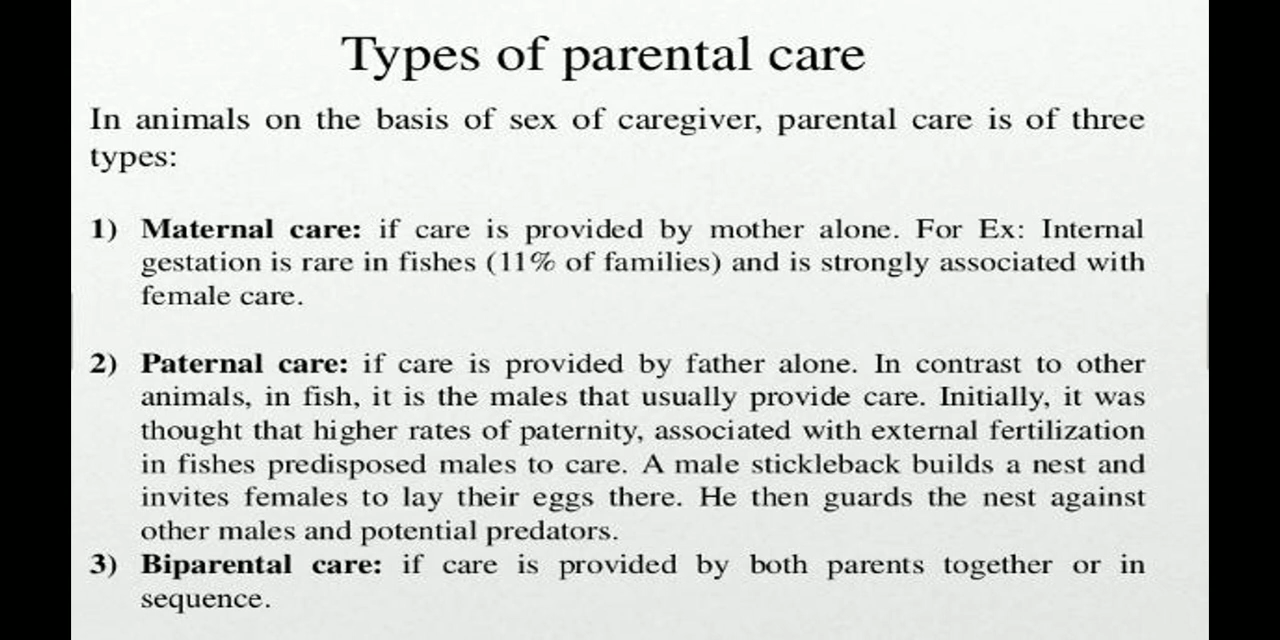 Types of parental care
In animals on the basis of sex of caregiver, parental care is of three
types:
1) Maternal care: if care is provided by mother alone. For Ex: Internal
gestation is rare in fishes (11% of families) and is strongly associated with
female care.
2) Paternal care: if care is provided by father alone. In contrast to other
animals, in fish, it is the males that usually provide care. Initially, it was
thought that higher rates of paternity, associated with external fertilization
in fishes predisposed males to care. A male stickleback builds a nest and
invites females to lay their eggs there. He then guards the nest against
other males and potential predators.
3) Biparental care: if care is provided by both parents together or in
sequence.